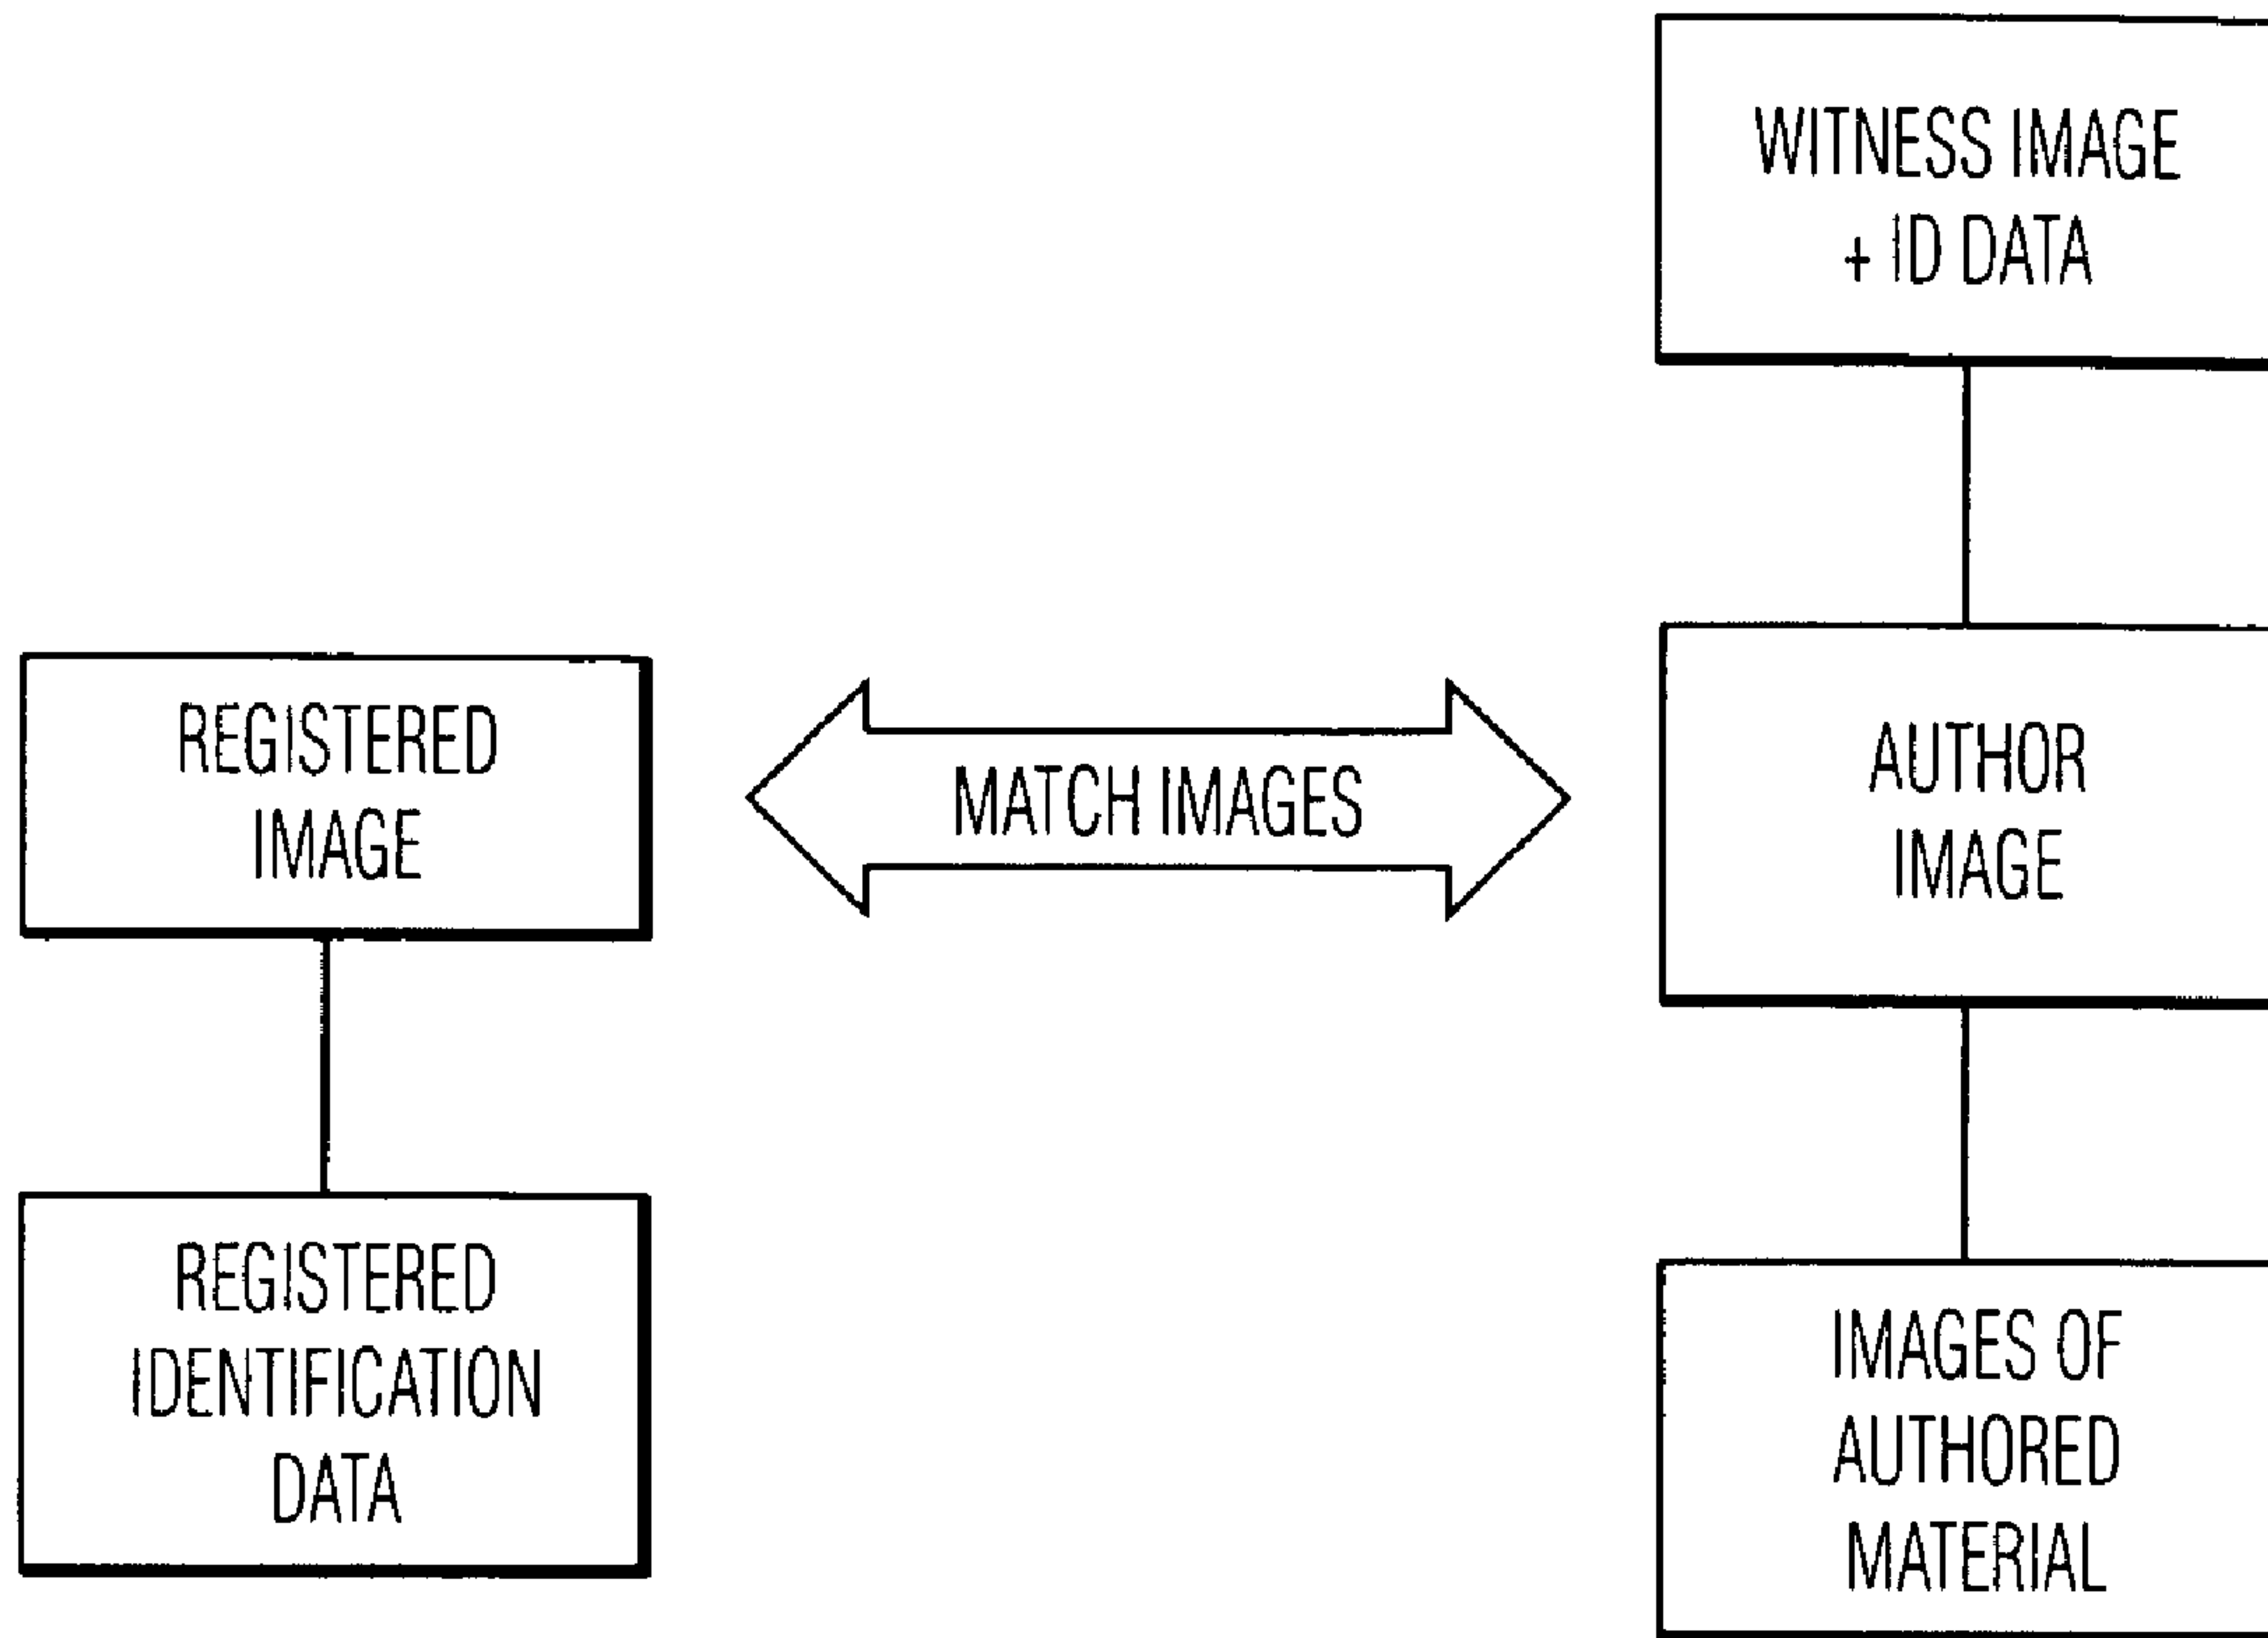 WITNESS IMAGE
+ ID DATA
REGISTERED
IMAGE
MATCH IMAGES
AUTHOR
IMAGE
REGISTERED
IDENTIFICATION
DATA
IMAGES OF
AUTHORED
MATERIAL